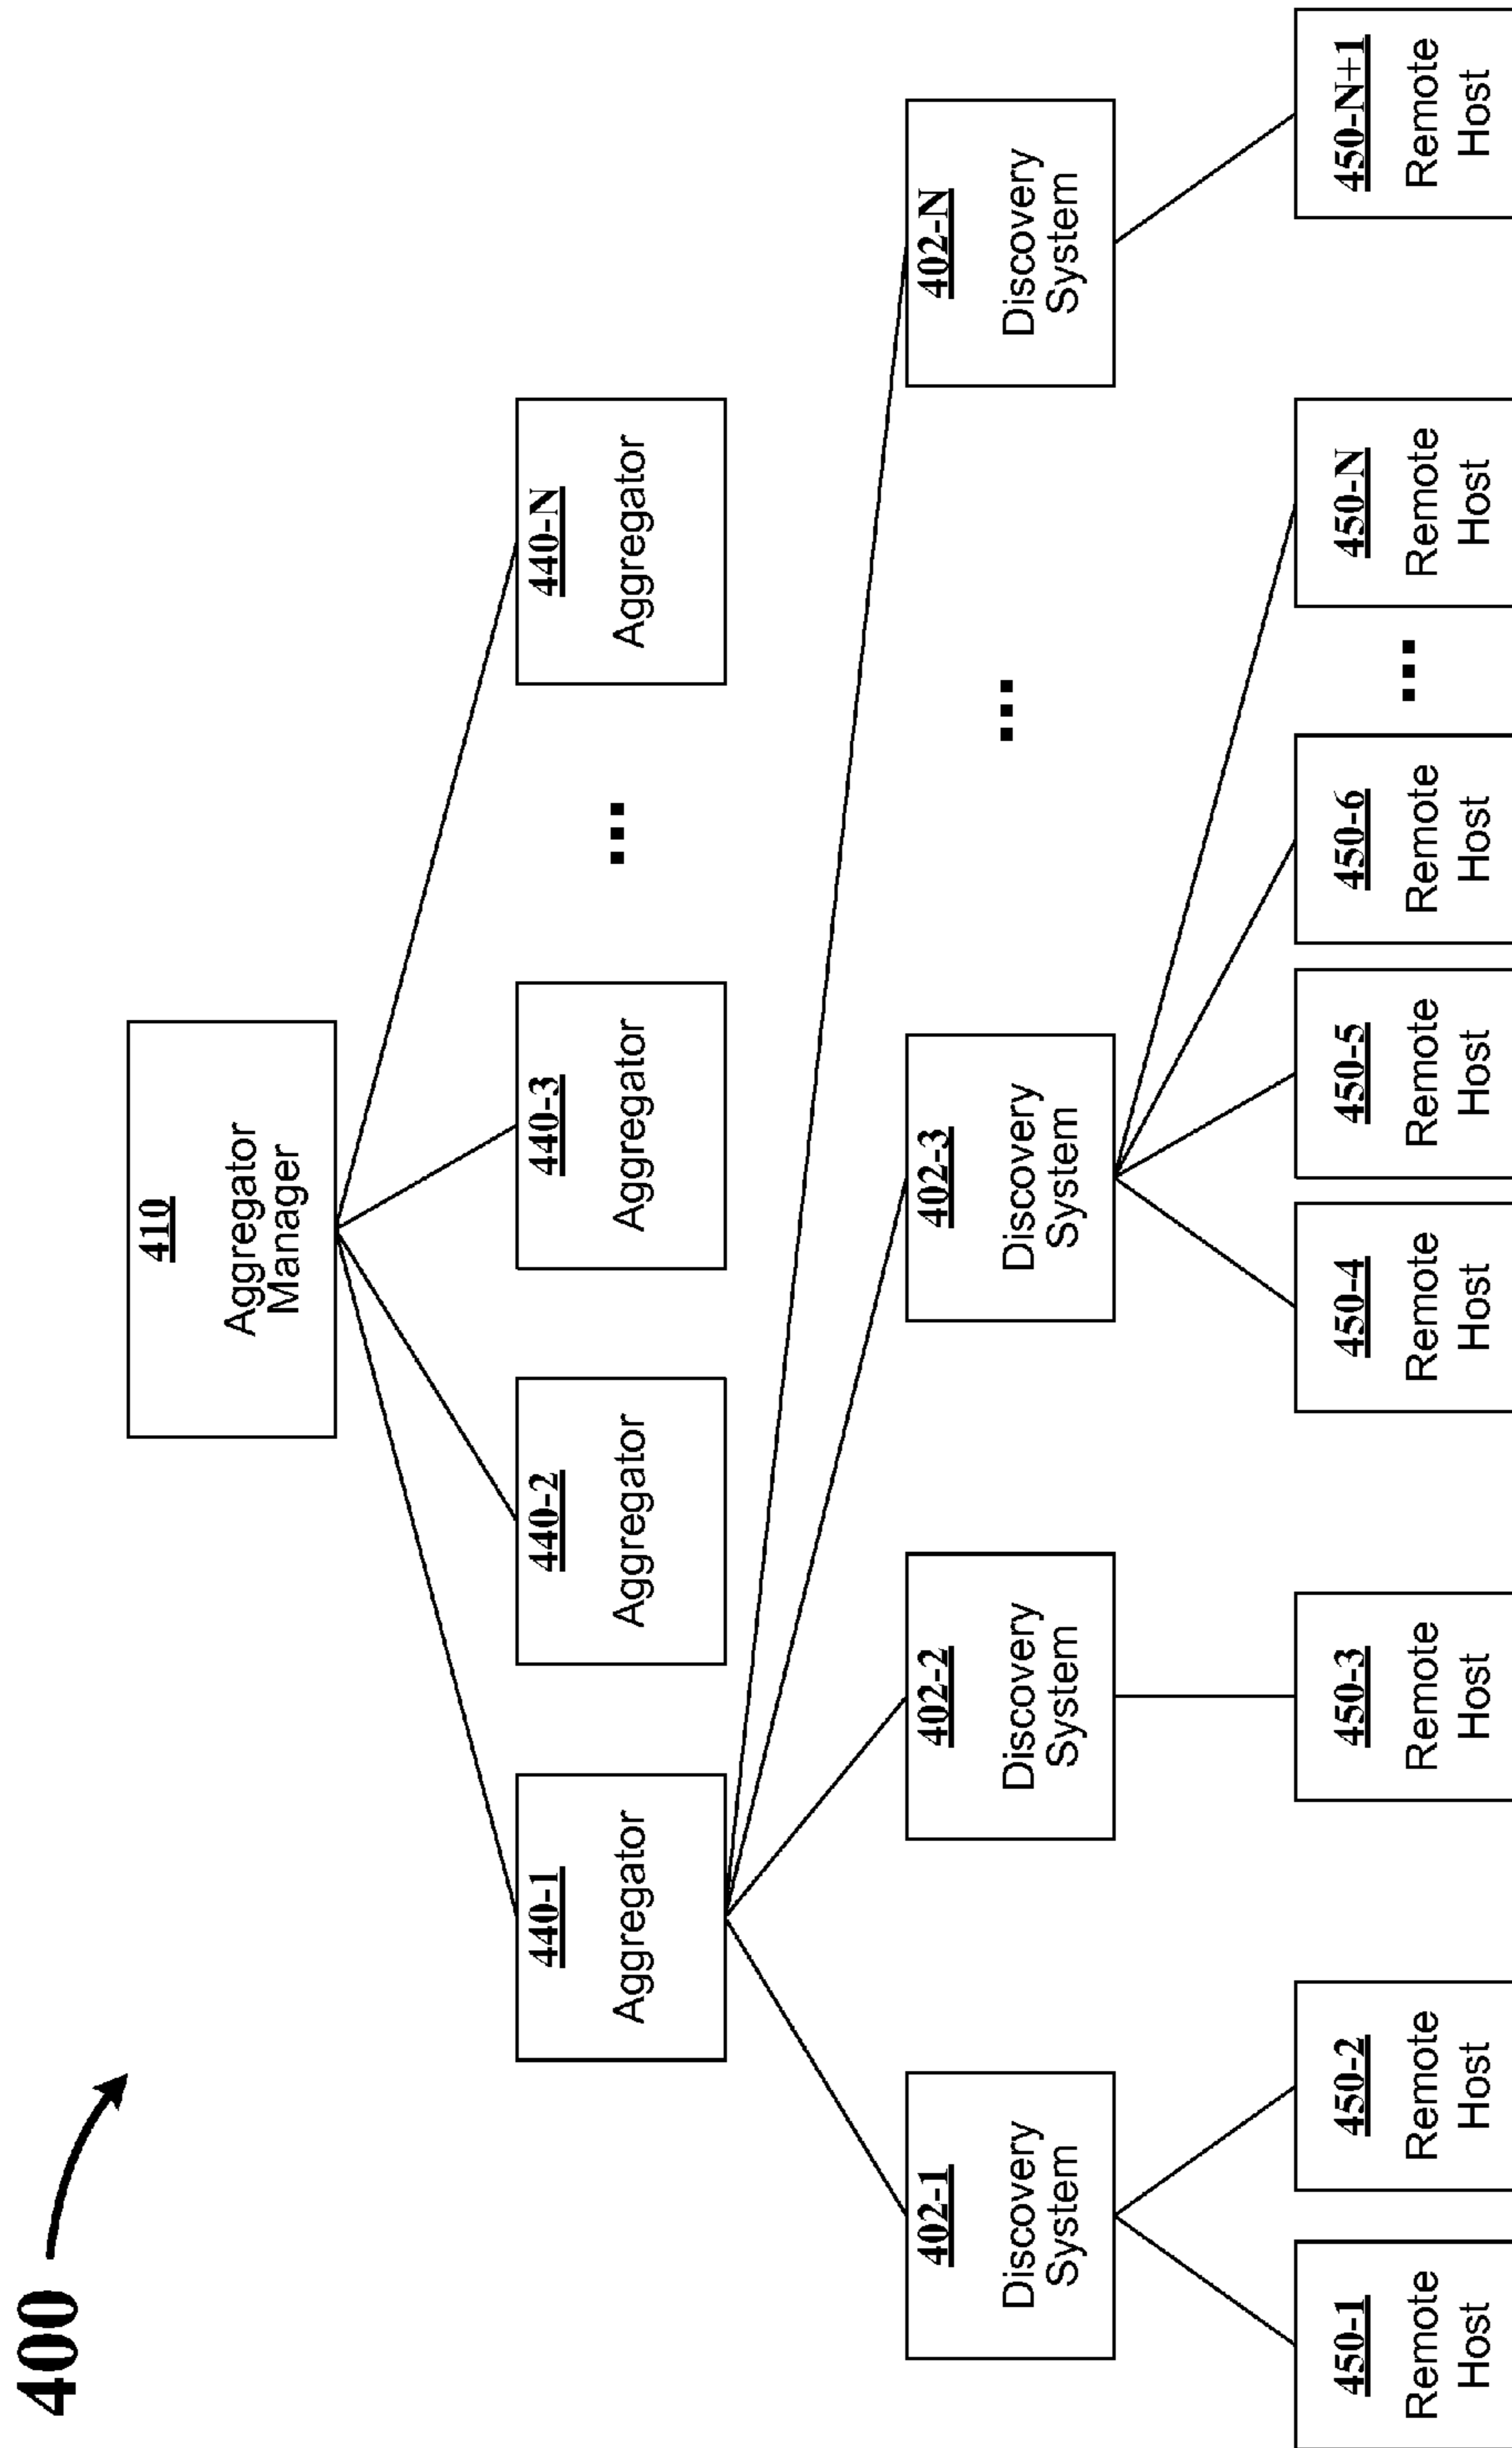 400
410
Aggregator
Manager
440-1
Aggregator
440-2
Aggregator
440-3
Aggregator
...
440-N
Aggregator
402-1
Discovery
System
402-2
Discovery
System
402-3
Discovery
System
...
402-N
Discovery
System
450-1
Remote
Host
450-2
Remote
Host
450-3
Remote
Host
450-4
Remote
Host
450-5
Remote
Host
450-6
Remote
Host
...
450-N
Remote
Host
450-N+1
Remote
Host